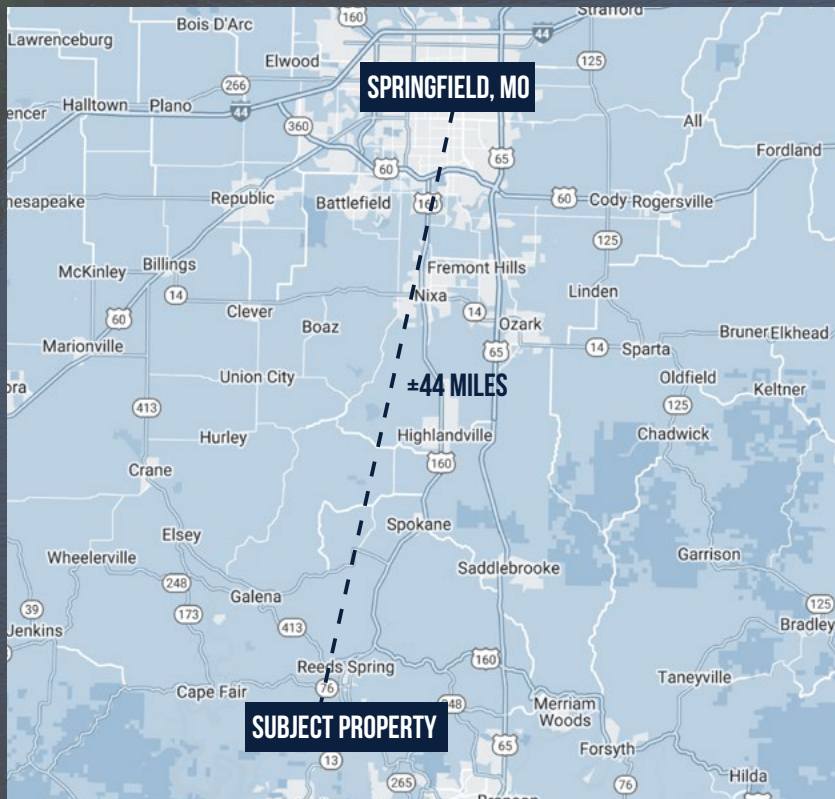 Bois D'Arc
160
Strafford
Lawrenceburg
44
Elwood
125
266
SPRINGFIELD, MO
Halltown
Plano
44
encer
360
All
65
60
Fordland
hesapeake
Republic
Battlefield
160
60
Cody
Rogersville
125
McKinley
Billings
Fremont Hills
14
Nixa
Linden
Clever
14
60
Boaz
Ozark
Marionville
65
14
Sparta
Bruner
Elkhead
±44 MILES
Union City
Oldfield
Keltner
413
125
Hurley
Highlandville
Chadwick
Crane
160
Spokane
Elsey
Wheelerville
Saddlebrooke
Garrison
248
Galena
39
173
125
Jenkins
413
Bradley
Reeds Spring
160
Cape Fair
76
Taneyville
248
Merriam
Woods
SUBJECT PROPERTY
65
Forsyth
13
265
76
Hilda